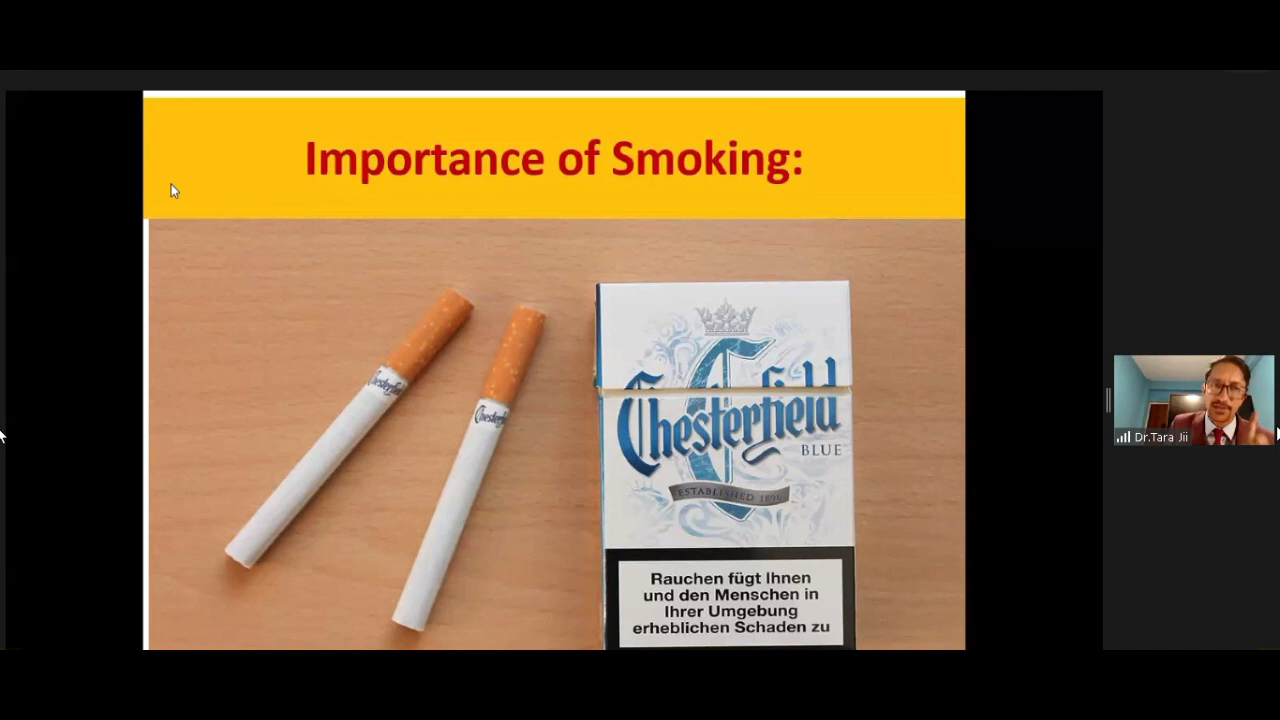 Importance of Smoking:
Chesterfield
Chesterfield
BLUE
ESTABLISHED 1896
Rauchen fügt Ihnen
und den Menschen in
Ihrer Umgebung
erheblichen Schaden zu
Dr.Tara Jii